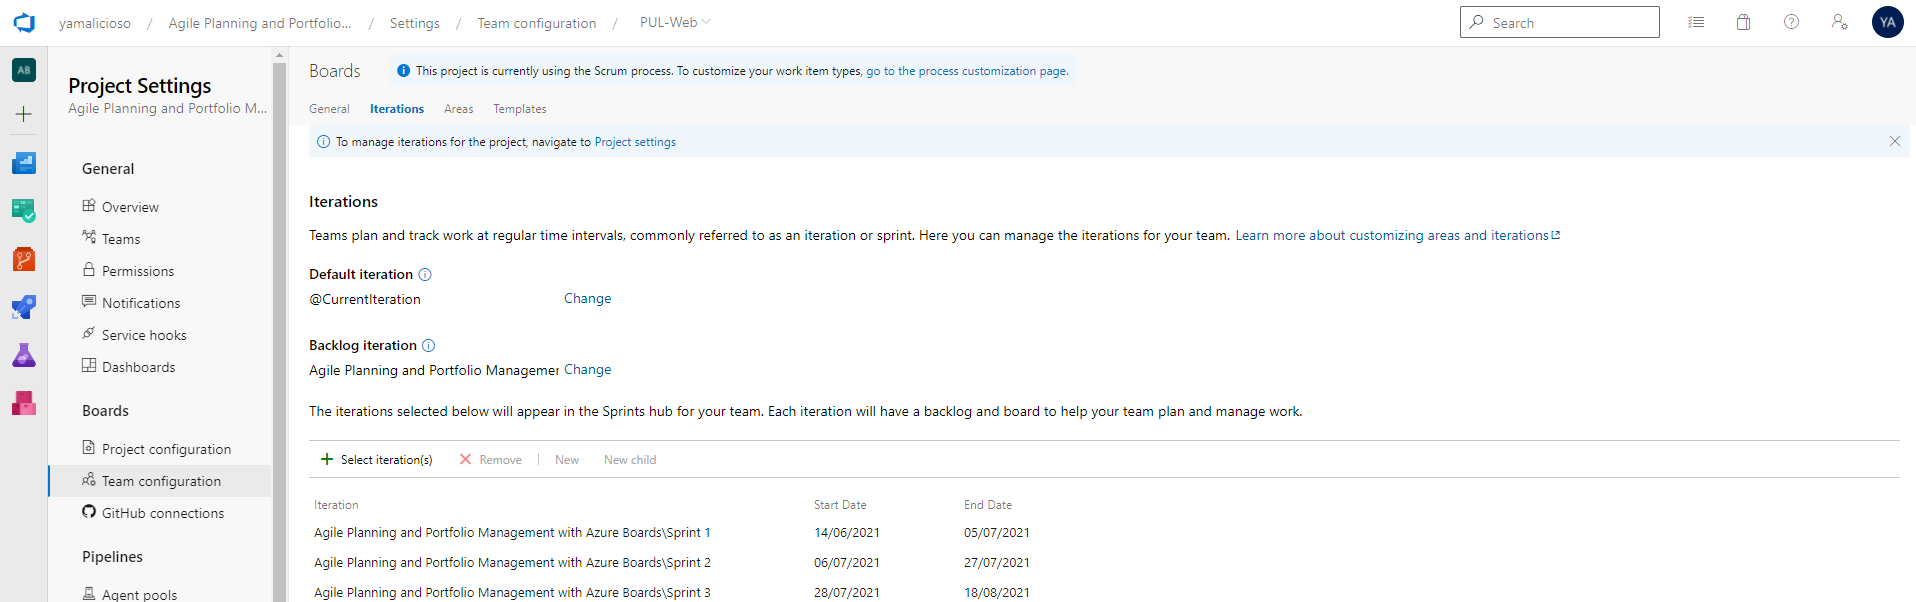 yamalicioso / Agile Planning and Portfolio... / Settings / Team configuration / PUL-Web
Search
YA
AB
Project Settings
Agile Planning and Portfolio M...
General
Overview
Teams
Permissions
Notifications
Service hooks
Dashboards
Boards
Project configuration
Team configuration
GitHub connections
Pipelines
Agent pools
Boards
This project is currently using the Scrum process. To customize your work item types, go to the process customization page.
General Iterations Areas Templates
To manage iterations for the project, navigate to Project settings
Iterations
Teams plan and track work at regular time intervals, commonly referred to as an iteration or sprint. Here you can manage the iterations for your team. Learn more about customizing areas and iterations
Default iteration
@CurrentIteration Change
Backlog iteration
Agile Planning and Portfolio Managemer Change
The iterations selected below will appear in the Sprints hub for your team. Each iteration will have a backlog and board to help your team plan and manage work.
Select iteration(s) Remove New New child
Iteration Start Date End Date
Agile Planning and Portfolio Management with Azure Boards\Sprint 1 14/06/2021 05/07/2021
Agile Planning and Portfolio Management with Azure Boards\Sprint 2 06/07/2021 27/07/2021
Agile Planning and Portfolio Management with Azure Boards\Sprint 3 28/07/2021 18/08/2021